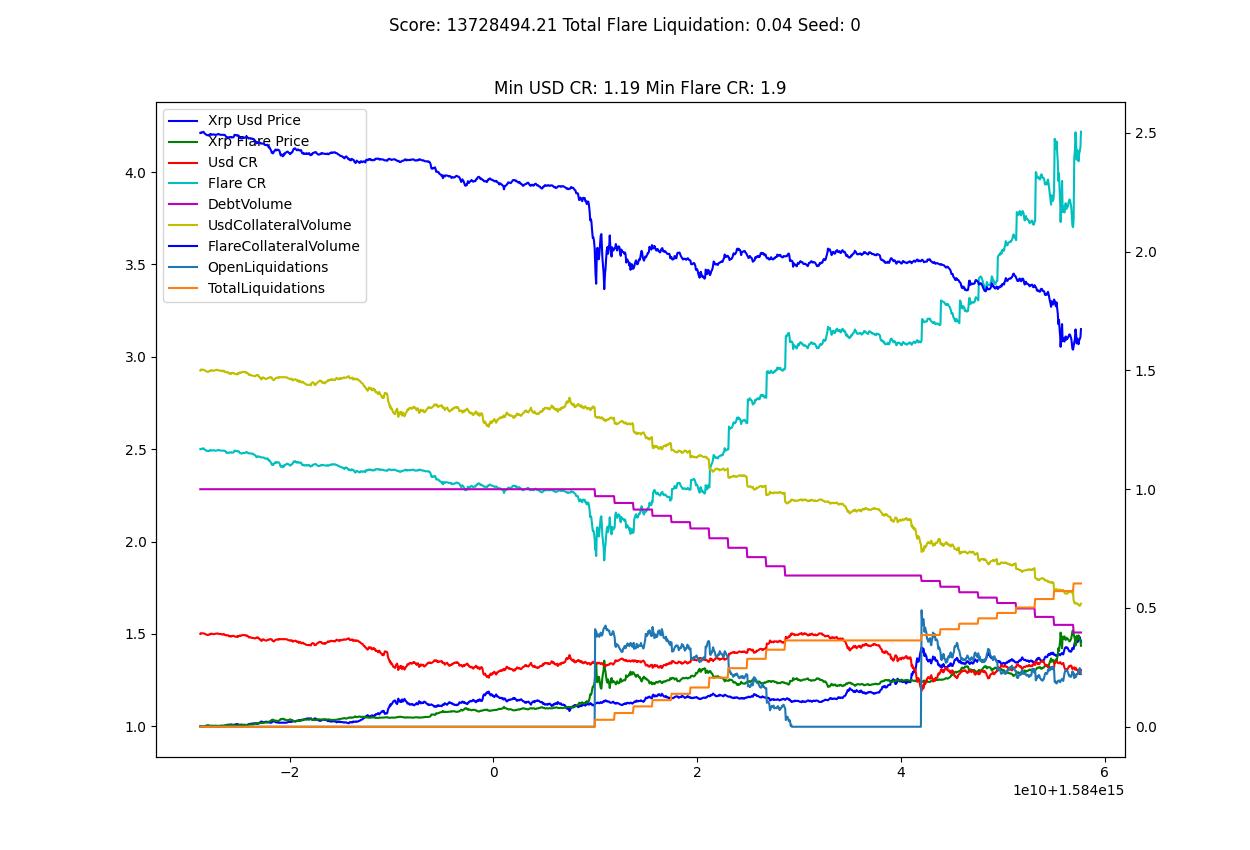 Score: 13728494.21 Total Flare Liquidation: 0.04 Seed: 0
Min USD CR: 1.19 Min Flare CR: 1.9
Xrp Usd Price
Xrp Flare Price
Usd CR
Flare CR
DebtVolume
UsdCollateralVolume
FlareCollateralVolume
OpenLiquidations
TotalLiquidations
4.0
3.5
3.0
2.5
2.0
1.5
1.0
2.5
2.0
1.5
1.0
0.5
0.0
−2
0
2
4
6
1e10+1.584e15